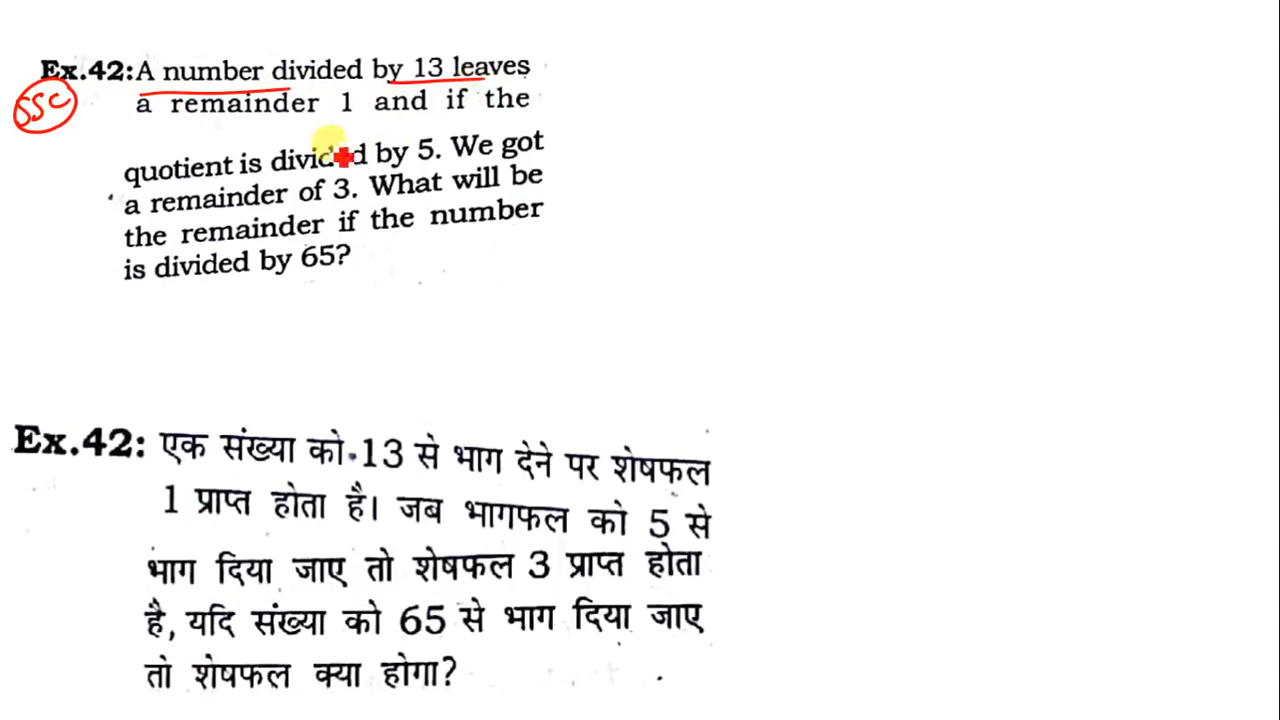 Ex.42: A number divided by 13 leaves
SSC
a remainder 1 and if the
quotient is divided by 5. We got
a remainder of 3. What will be
the remainder if the number
is divided by 65?
Ex.42: एक संख्या को 13 से भाग देने पर शेषफल
1 प्राप्त होता है। जब भागफल को 5 से
भाग दिया जाए तो शेषफल 3 प्राप्त होता
है, यदि संख्या को 65 से भाग दिया जाए
तो शेषफल क्या होगा?